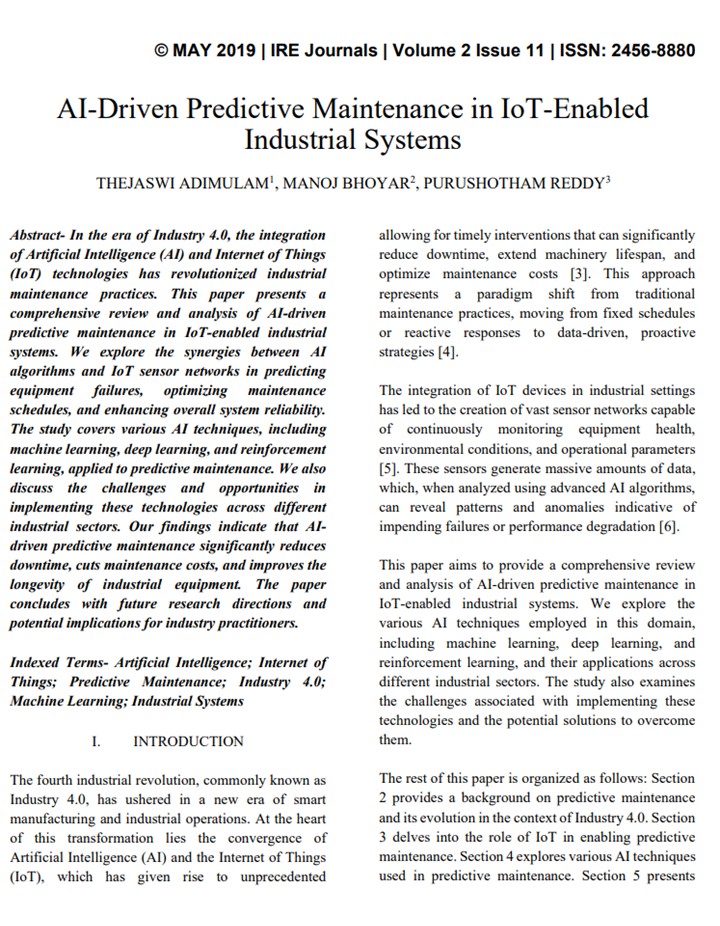 © MAY 2019 | IRE Journals | Volume 2 Issue 11 | ISSN: 2456-8880
AI-Driven Predictive Maintenance in IoT-Enabled
Industrial Systems
THEJASWI ADIMULAM¹, MANOJ BHOYAR², PURUSHOTHAM REDDY³
Abstract- In the era of Industry 4.0, the integration
of Artificial Intelligence (AI) and Internet of Things
(IoT) technologies has revolutionized industrial
maintenance practices. This paper presents a
comprehensive review and analysis of AI-driven
predictive maintenance in IoT-enabled industrial
systems. We explore the synergies between AI
algorithms and IoT sensor networks in predicting
equipment failures, optimizing maintenance
schedules, and enhancing overall system reliability.
The study covers various AI techniques, including
machine learning, deep learning, and reinforcement
learning, applied to predictive maintenance. We also
discuss the challenges and opportunities in
implementing these technologies across different
industrial sectors. Our findings indicate that AI-
driven predictive maintenance significantly reduces
downtime, cuts maintenance costs, and improves the
longevity of industrial equipment. The paper
concludes with future research directions and
potential implications for industry practitioners.
Indexed Terms- Artificial Intelligence; Internet of
Things; Predictive Maintenance; Industry 4.0;
Machine Learning; Industrial Systems
I. INTRODUCTION
The fourth industrial revolution, commonly known as
Industry 4.0, has ushered in a new era of smart
manufacturing and industrial operations. At the heart
of this transformation lies the convergence of
Artificial Intelligence (AI) and the Internet of Things
(IoT), which has given rise to unprecedented
allowing for timely interventions that can significantly
reduce downtime, extend machinery lifespan, and
optimize maintenance costs [3]. This approach
represents a paradigm shift from traditional
maintenance practices, moving from fixed schedules
or reactive responses to data-driven, proactive
strategies [4].
The integration of IoT devices in industrial settings
has led to the creation of vast sensor networks capable
of continuously monitoring equipment health,
environmental conditions, and operational parameters
[5]. These sensors generate massive amounts of data,
which, when analyzed using advanced AI algorithms,
can reveal patterns and anomalies indicative of
impending failures or performance degradation [6].
This paper aims to provide a comprehensive review
and analysis of AI-driven predictive maintenance in
IoT-enabled industrial systems. We explore the
various AI techniques employed in this domain,
including machine learning, deep learning, and
reinforcement learning, and their applications across
different industrial sectors. The study also examines
the challenges associated with implementing these
technologies and the potential solutions to overcome
them.
The rest of this paper is organized as follows: Section
2 provides a background on predictive maintenance
and its evolution in the context of Industry 4.0. Section
3 delves into the role of IoT in enabling predictive
maintenance. Section 4 explores various AI techniques
used in predictive maintenance. Section 5 presents